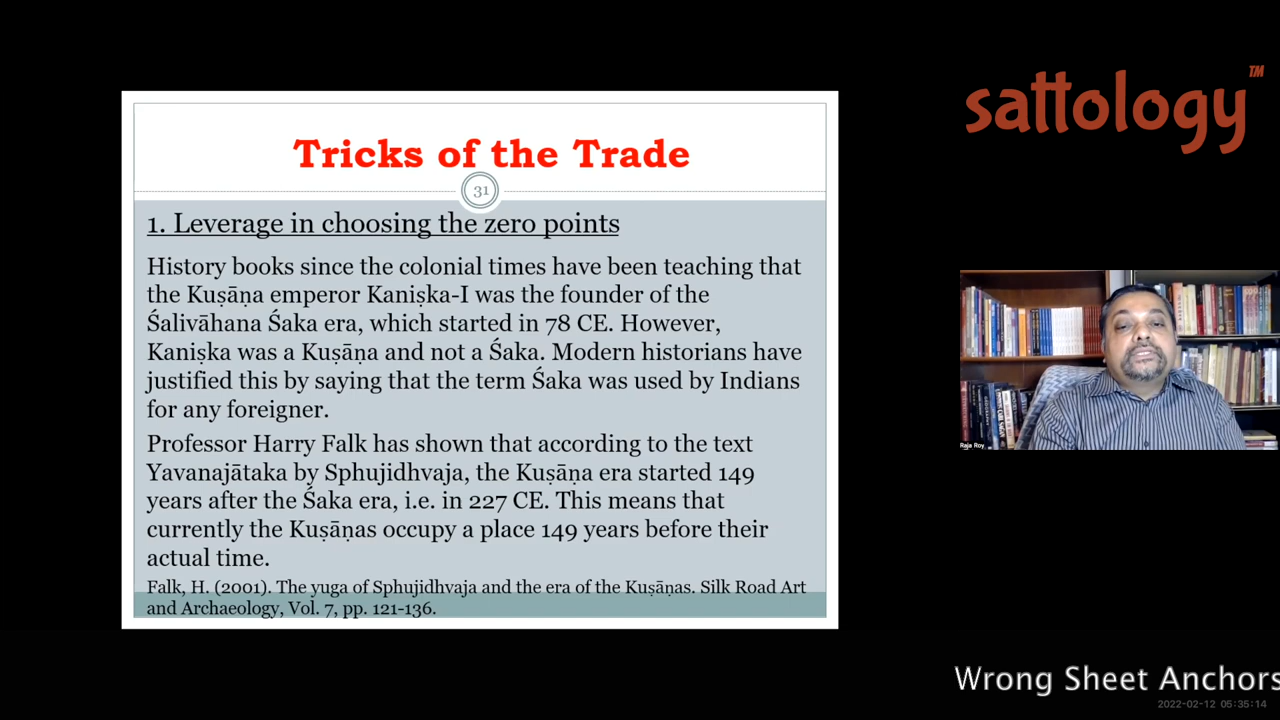 sattology™
Tricks of the Trade
31
1. Leverage in choosing the zero points
History books since the colonial times have been teaching that
the Kuṣāṇa emperor Kaniṣka-I was the founder of the
Śalivāhana Śaka era, which started in 78 CE. However,
Kaniṣka was a Kuṣāṇa and not a Śaka. Modern historians have
justified this by saying that the term Śaka was used by Indians
for any foreigner.
Professor Harry Falk has shown that according to the text
Yavanajātaka by Sphujidhvaja, the Kuṣāṇa era started 149
years after the Śaka era, i.e. in 227 CE. This means that
currently the Kuṣāṇas occupy a place 149 years before their
actual time.
Falk, H. (2001). The yuga of Sphujidhvaja and the era of the Kuṣāṇas. Silk Road Art
and Archaeology, Vol. 7, pp. 121-136.
Raja Roy
Wrong Sheet Anchors
2022-02-12 05:35:14